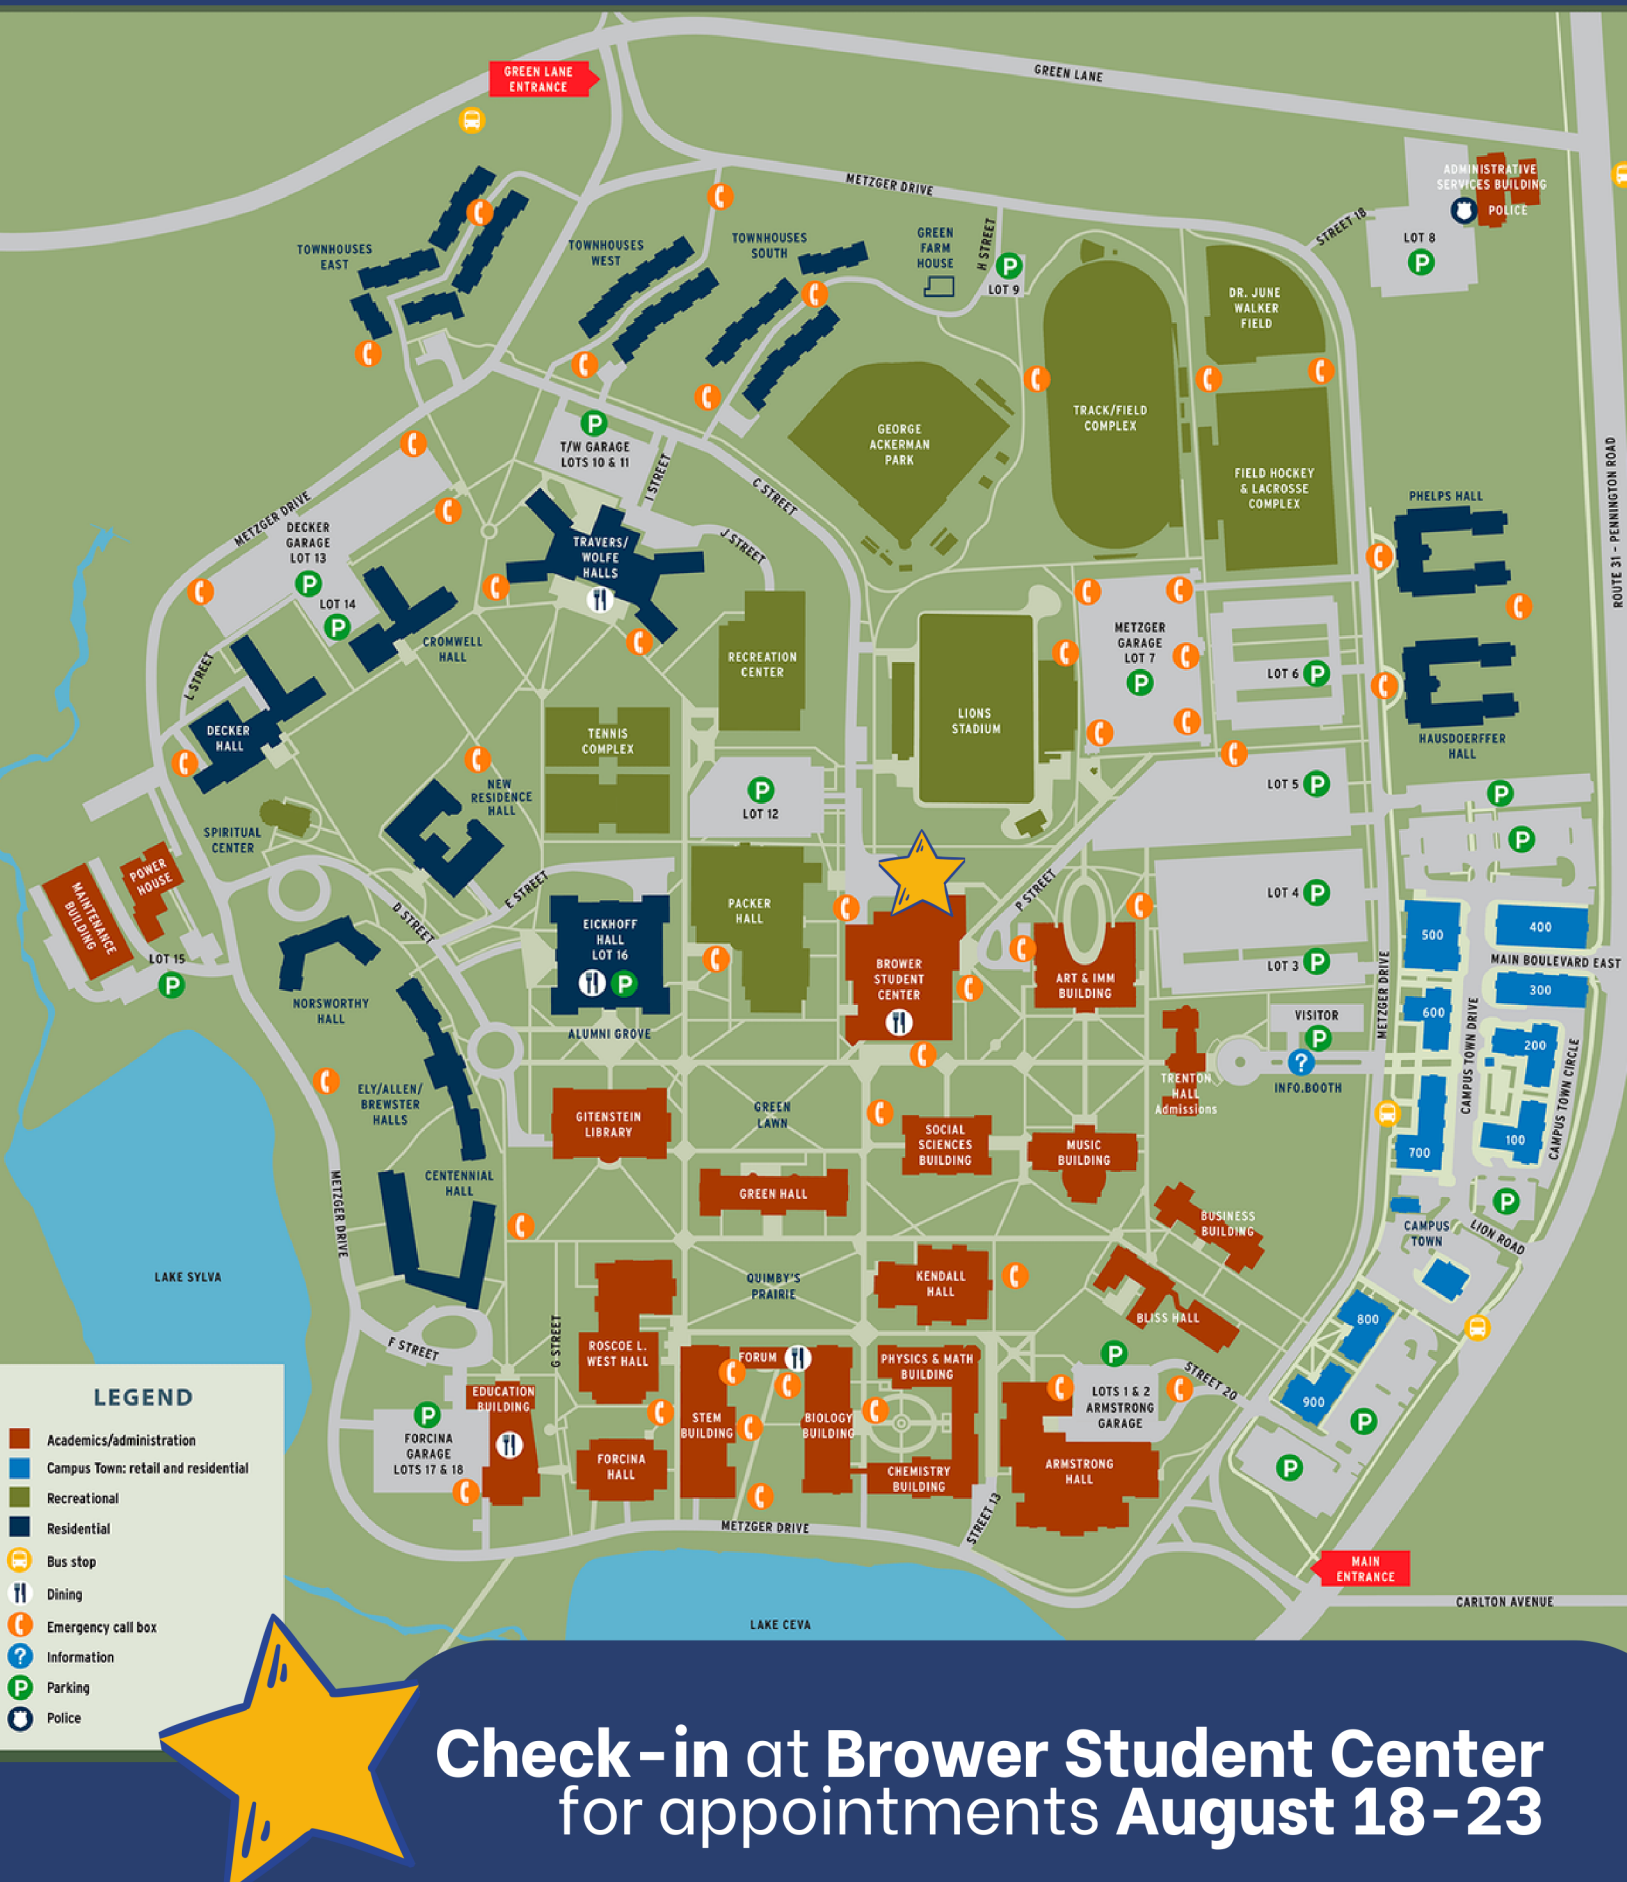 GREEN LANE
ENTRANCE
GREEN LANE
METZGER DRIVE
STREET 18
ADMINISTRATIVE
SERVICES BUILDING
POLICE
LOT 8
P
TOWNHOUSES
EAST
TOWNHOUSES
WEST
TOWNHOUSES
SOUTH
GREEN
FARM
HOUSE
H STREET
P
LOT 9
DR. JUNE
WALKER
FIELD
TRACK/FIELD
COMPLEX
GEORGE
ACKERMAN
PARK
FIELD HOCKEY
& LACROSSE
COMPLEX
ROUTE 31 - PENNINGTON ROAD
PHELPS HALL
P
T/W GARAGE
LOTS 10 & 11
I STREET
C STREET
J STREET
METZGER DRIVE
DECKER
GARAGE
LOT 13
P
LOT 14
P
TRAVERS/
WOLFE
HALLS
CROMWELL
HALL
L STREET
DECKER
HALL
RECREATION
CENTER
METZGER
GARAGE
LOT 7
P
LOT 6 P
HAUSDOERFFER
HALL
LIONS
STADIUM
TENNIS
COMPLEX
P
LOT 12
LOT 5 P
P
P
NEW
RESIDENCE
HALL
SPIRITUAL
CENTER
POWER
HOUSE
MAINTENANCE
BUILDING
LOT 15
P
D STREET
E STREET
EICKHOFF
HALL
LOT 16
P
ALUMNI GROVE
PACKER
HALL
P STREET
BROWER
STUDENT
CENTER
ART & IMM
BUILDING
LOT 4 P
LOT 3 P
500
400
MAIN BOULEVARD EAST
300
METZGER DRIVE
600
CAMPUS TOWN DRIVE
200
CAMPUS TOWN CIRCLE
VISITOR
P
?
INFO.BOOTH
TRENTON
HALL
Admissions
NORSWORTHY
HALL
ELY/ALLEN/
BREWSTER
HALLS
GITENSTEIN
LIBRARY
GREEN
LAWN
SOCIAL
SCIENCES
BUILDING
MUSIC
BUILDING
100
700
P
CENTENNIAL
HALL
METZGER DRIVE
GREEN HALL
BUSINESS
BUILDING
CAMPUS
TOWN
LION ROAD
LAKE SYLVA
QUIMBY'S
PRAIRIE
KENDALL
HALL
BLISS HALL
800
F STREET
G STREET
ROSCOE L.
WEST HALL
FORUM
PHYSICS & MATH
BUILDING
P
LOTS 1 & 2
ARMSTRONG
GARAGE
STREET 20
900
P
P
EDUCATION
BUILDING
P
FORCINA
GARAGE
LOTS 17 & 18
STEM
BUILDING
BIOLOGY
BUILDING
FORCINA
HALL
CHEMISTRY
BUILDING
ARMSTRONG
HALL
STREET 13
METZGER DRIVE
MAIN
ENTRANCE
CARLTON AVENUE
LAKE CEVA
LEGEND
Academics/administration
Campus Town: retail and residential
Recreational
Residential
Bus stop
Dining
Emergency call box
? Information
P Parking
Police
Check-in at Brower Student Center
for appointments August 18-23